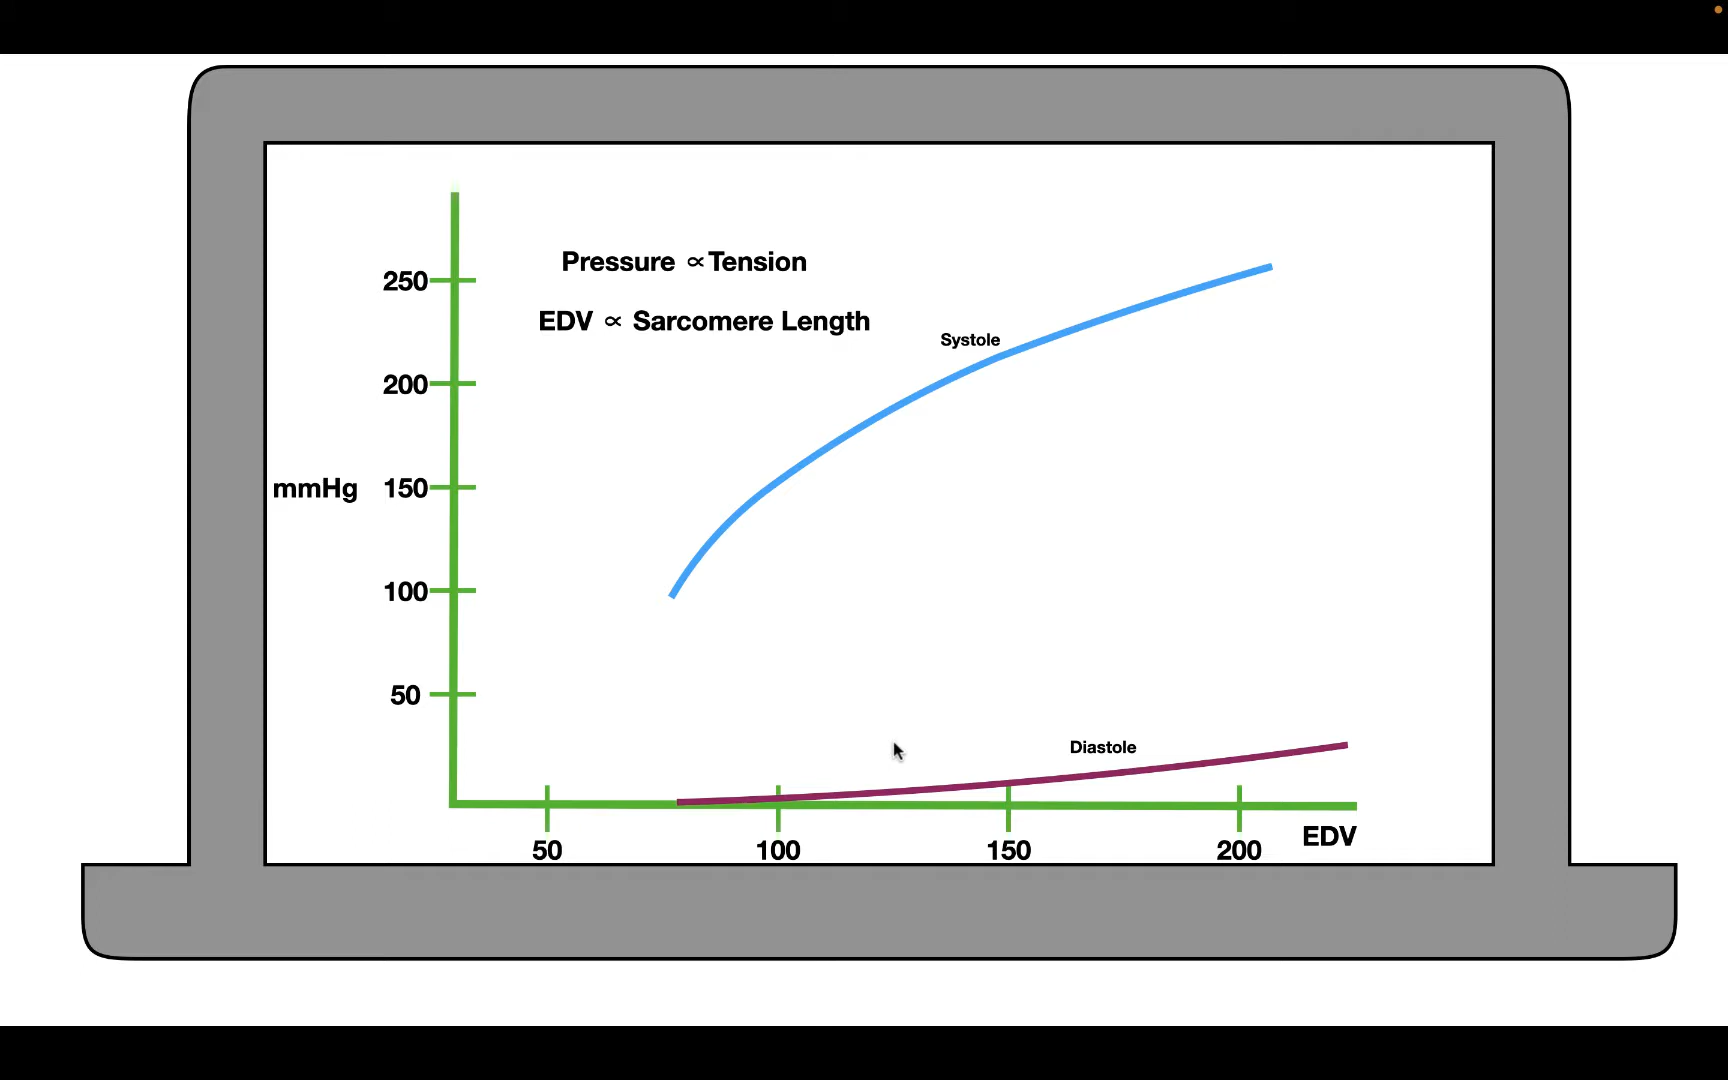 Pressure ∝ Tension
250
EDV ∝ Sarcomere Length
Systole
200
mmHg 150
100
50
Diastole
EDV
50 100 150 200